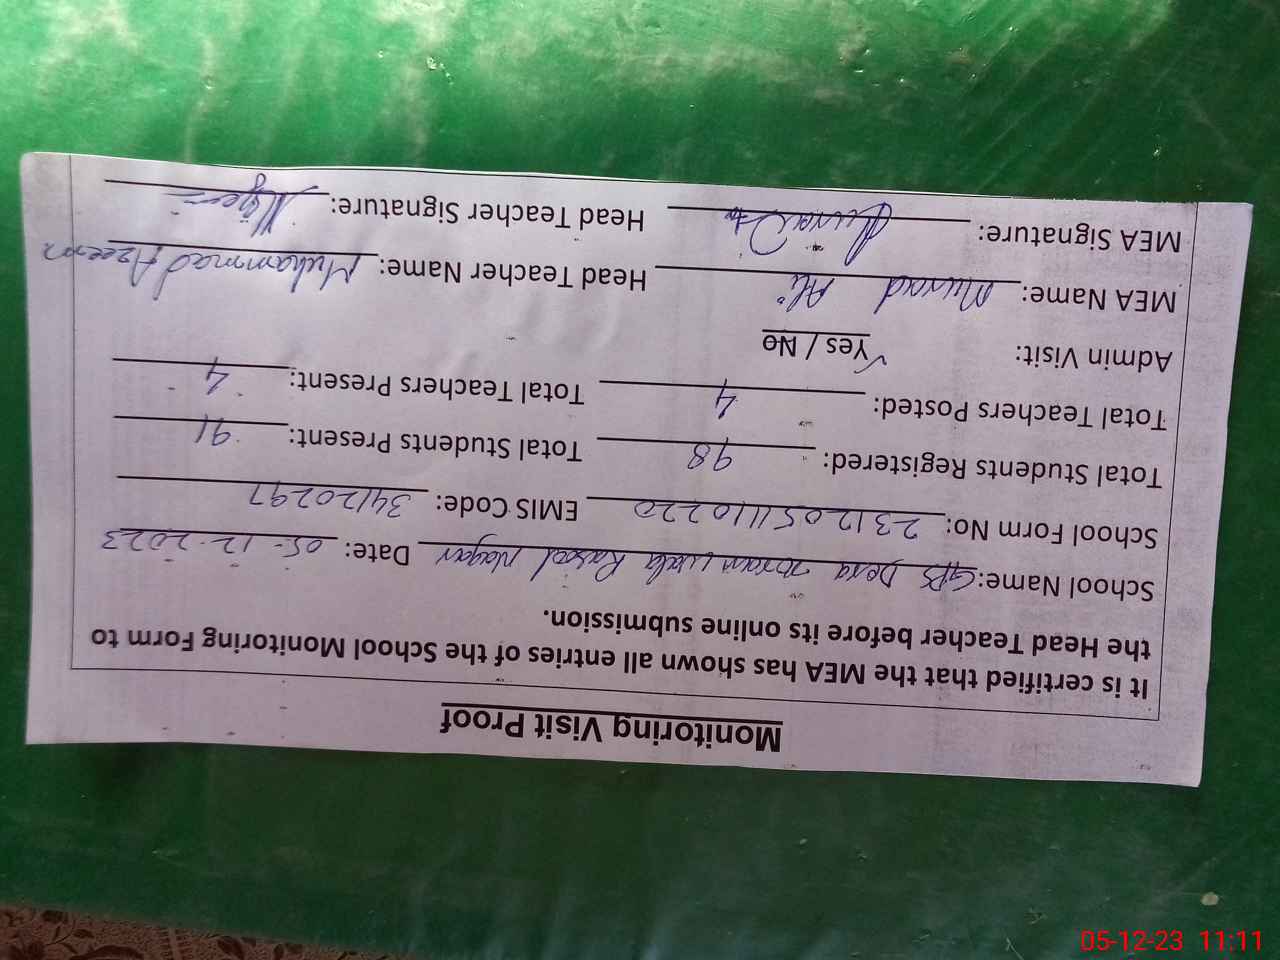 Monitoring Visit Proof
It is certified that the MEA has shown all entries of the School Monitoring Form to
the Head Teacher before its online submission.
School Name: GPS Dera wala Rasool Nagar Date: 05-12-2023
School Form No: 2312051110220 EMIS Code: 34120297
Total Students Registered: 98 Total Students Present: 91
Total Teachers Posted: 4 Total Teachers Present: 4
Admin Visit: Yes / No
MEA Name: Murad Ali Head Teacher Name: Muhammad Azeem
MEA Signature: Head Teacher Signature:
05-12-23 11:11